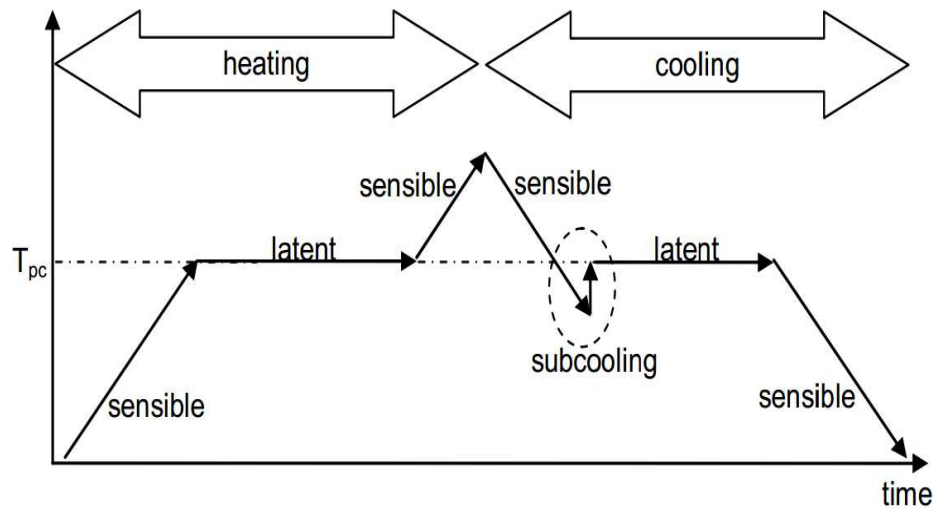 heating
cooling
sensible
sensible
T_pc
latent
latent
subcooling
sensible
sensible
time